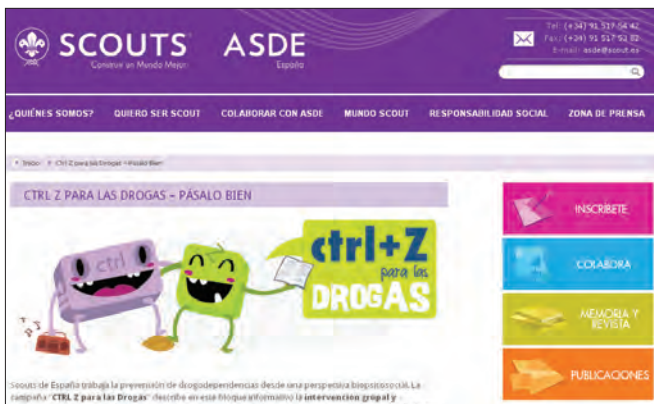 SCOUTS ASDE
Construir un Mundo Mejor España
Tel: (+34) 91 517 54 42
Fax: (+34) 91 517 53 82
E-mail: asde@scout.es
¿QUIÉNES SOMOS? QUIERO SER SCOUT COLABORAR CON ASDE MUNDO SCOUT RESPONSABILIDAD SOCIAL ZONA DE PRENSA
Inicio Ctrl Z para las Drogas – Pásalo Bien
CTRL Z PARA LAS DROGAS – PÁSALO BIEN
ctrl
Z
ctrl+Z
para las
DROGAS
INSCRÍBETE
COLABORA
MEMORIA Y
REVISTA
PUBLICACIONES
Scouts de España trabaja la prevención de drogodependencias desde una perspectiva biopsicosocial. La
campaña "CTRL Z para las Drogas" describe en este bloque informativo la intervención grupal y